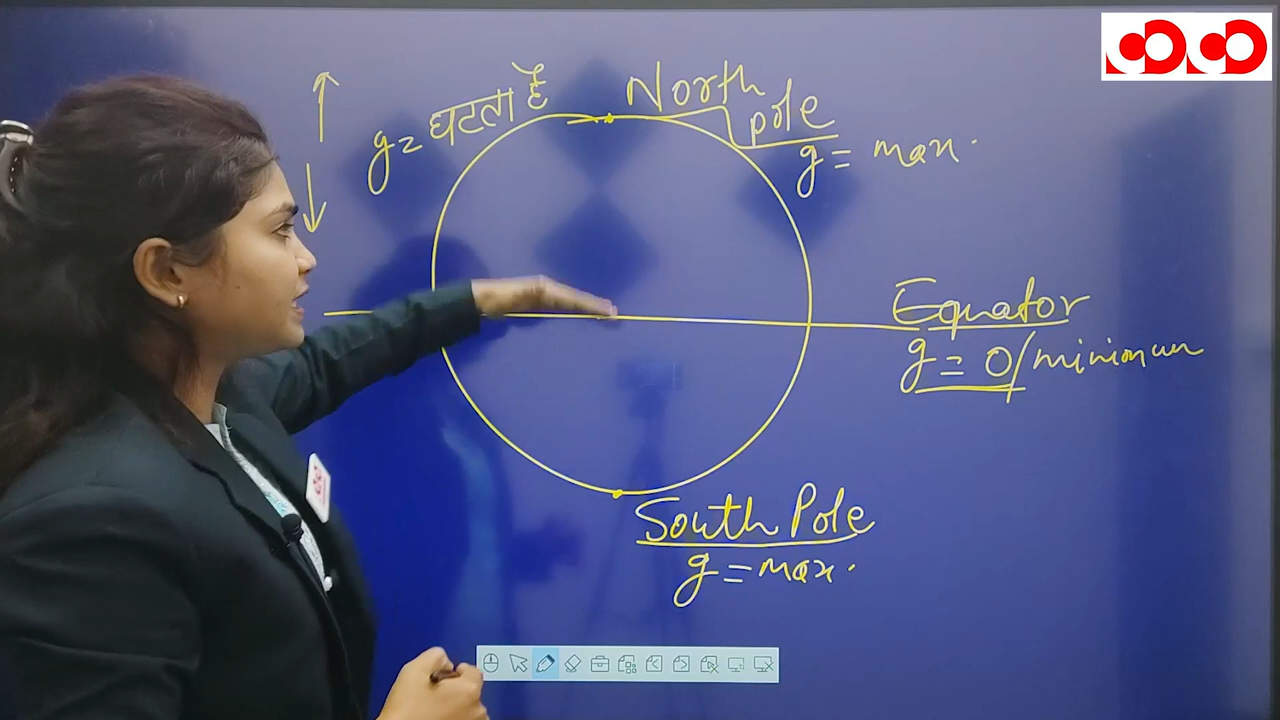 g = घटता है
North
pole
g = max.
Equator
g = 0/minimum
South Pole
g = max.